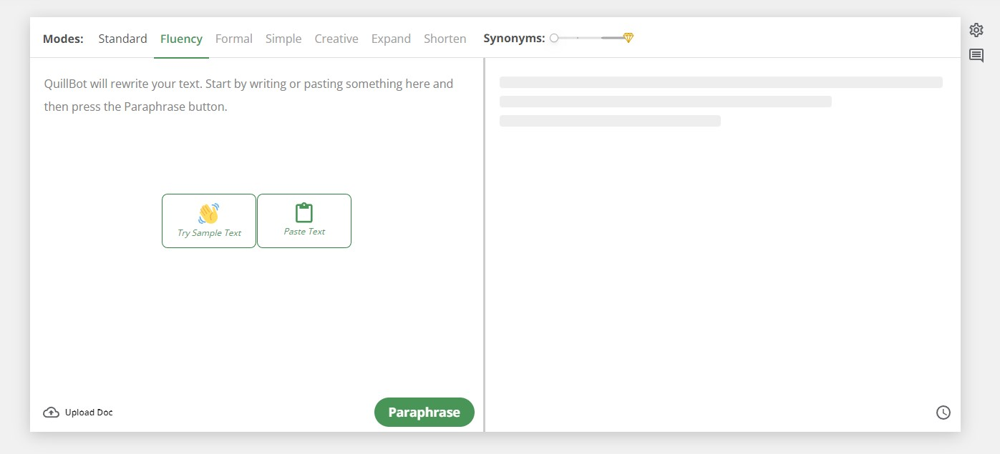 Modes: Standard Fluency Formal Simple Creative Expand Shorten Synonyms:
QuillBot will rewrite your text. Start by writing or pasting something here and
then press the Paraphrase button.
Try Sample Text Paste Text
Upload Doc Paraphrase